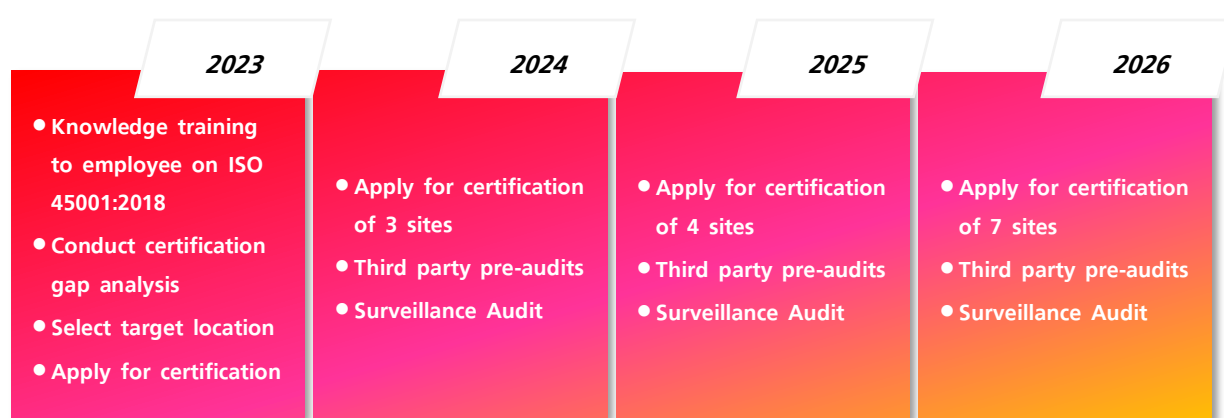 2023
• Knowledge training
to employee on ISO
45001:2018
• Conduct certification
gap analysis
• Select target location
• Apply for certification
2024
• Apply for certification
of 3 sites
• Third party pre-audits
• Surveillance Audit
2025
• Apply for certification
of 4 sites
• Third party pre-audits
• Surveillance Audit
2026
• Apply for certification
of 7 sites
• Third party pre-audits
• Surveillance Audit